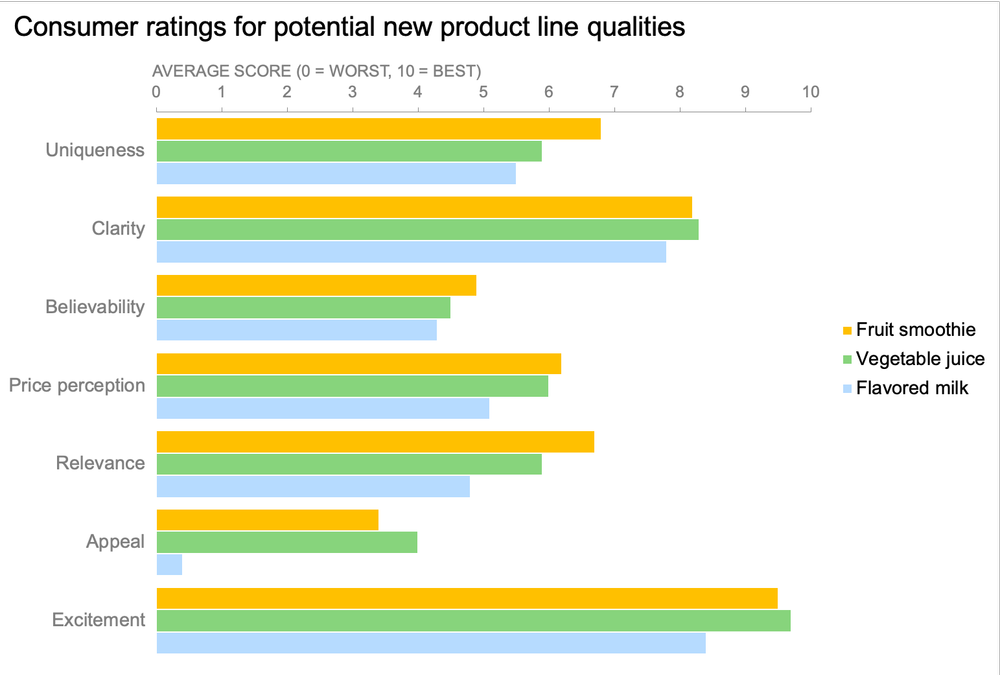 Consumer ratings for potential new product line qualities
AVERAGE SCORE (0 = WORST, 10 = BEST)
0 1 2 3 4 5 6 7 8 9 10
Uniqueness
Clarity
Believability
Price perception
Relevance
Appeal
Excitement
Fruit smoothie
Vegetable juice
Flavored milk